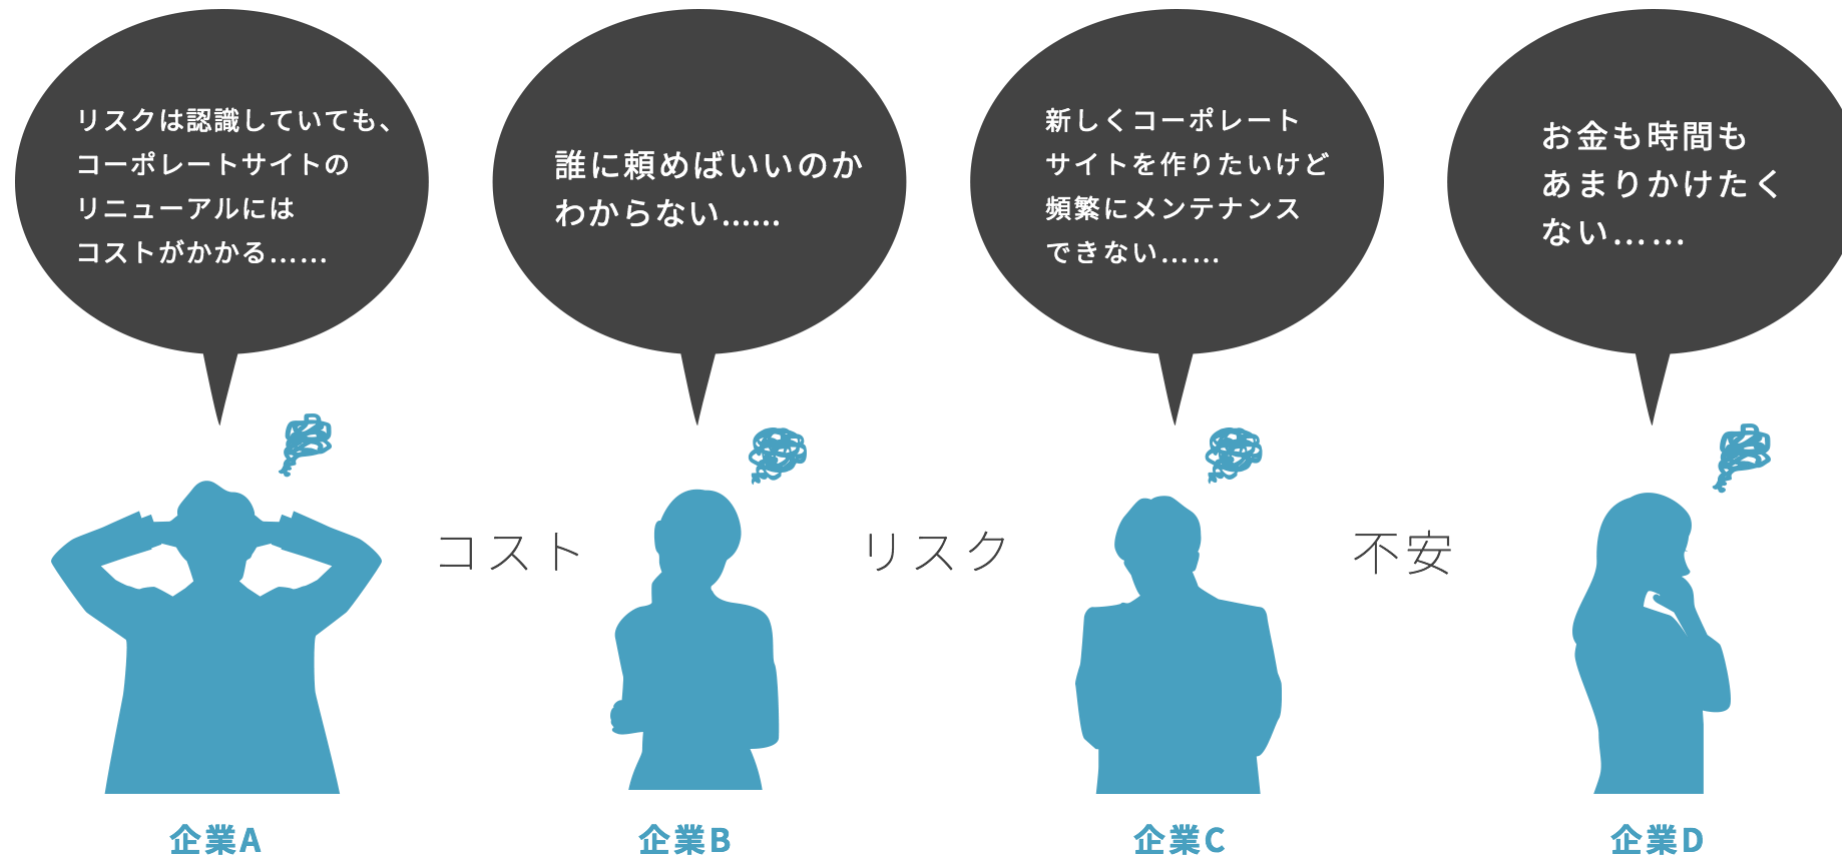 リスクは認識していても、
コーポレートサイトの
リニューアルには
コストがかかる……
誰に頼めばいいのか
わからない……
新しくコーポレート
サイトを作りたいけど
頻繁にメンテナンス
できない……
お金も時間も
あまりかけたく
ない……
コスト
リスク
不安
企業A
企業B
企業C
企業D